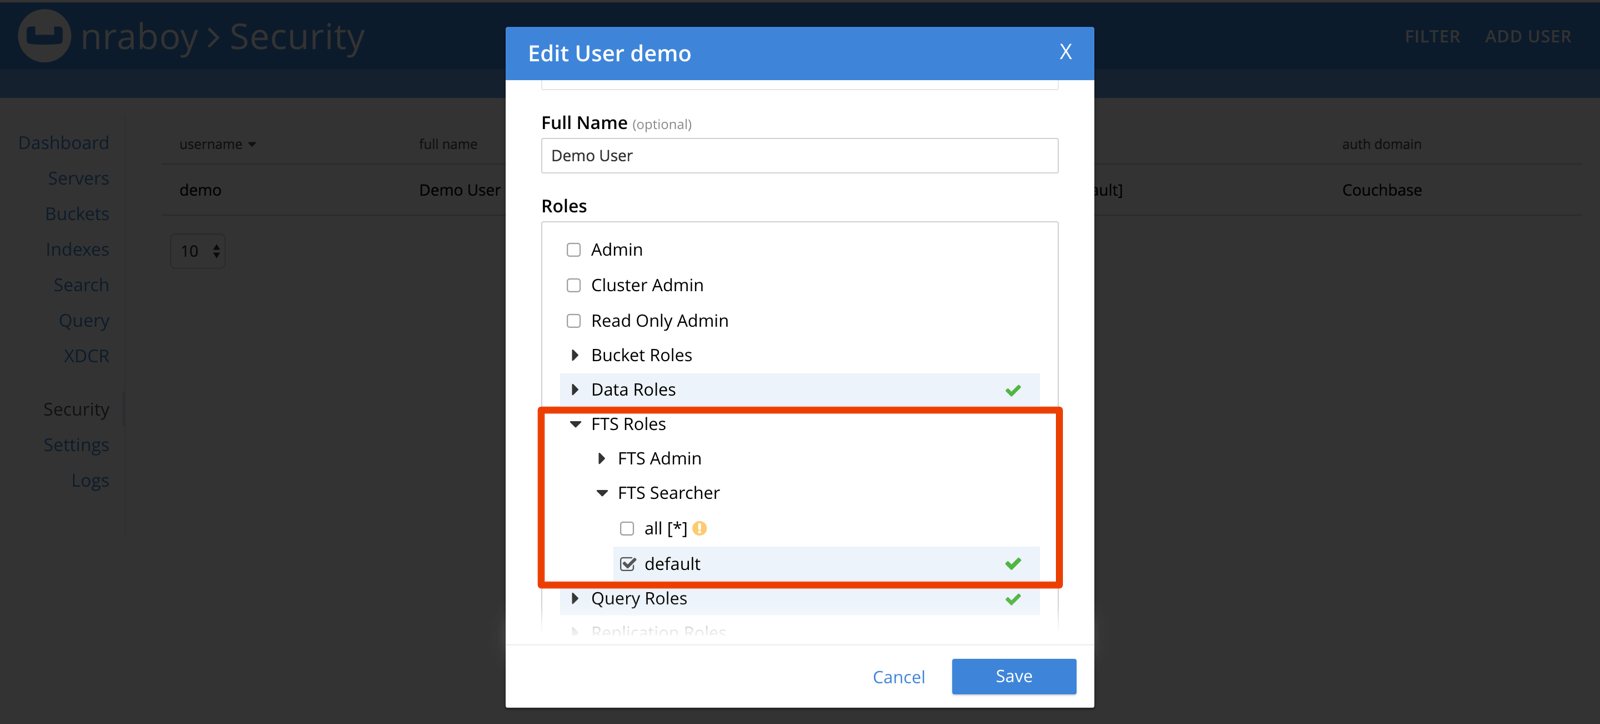 nraboy > Security
FILTER
ADD USER
Dashboard
Servers
Buckets
Indexes
Search
Query
XDCR
Security
Settings
Logs
username
full name
auth domain
demo
Demo User
ault]
Couchbase
10
Edit User demo
X
Full Name (optional)
Demo User
Roles
Admin
Cluster Admin
Read Only Admin
Bucket Roles
Data Roles
FTS Roles
FTS Admin
FTS Searcher
all [*]
default
Query Roles
Replication Roles
Cancel
Save